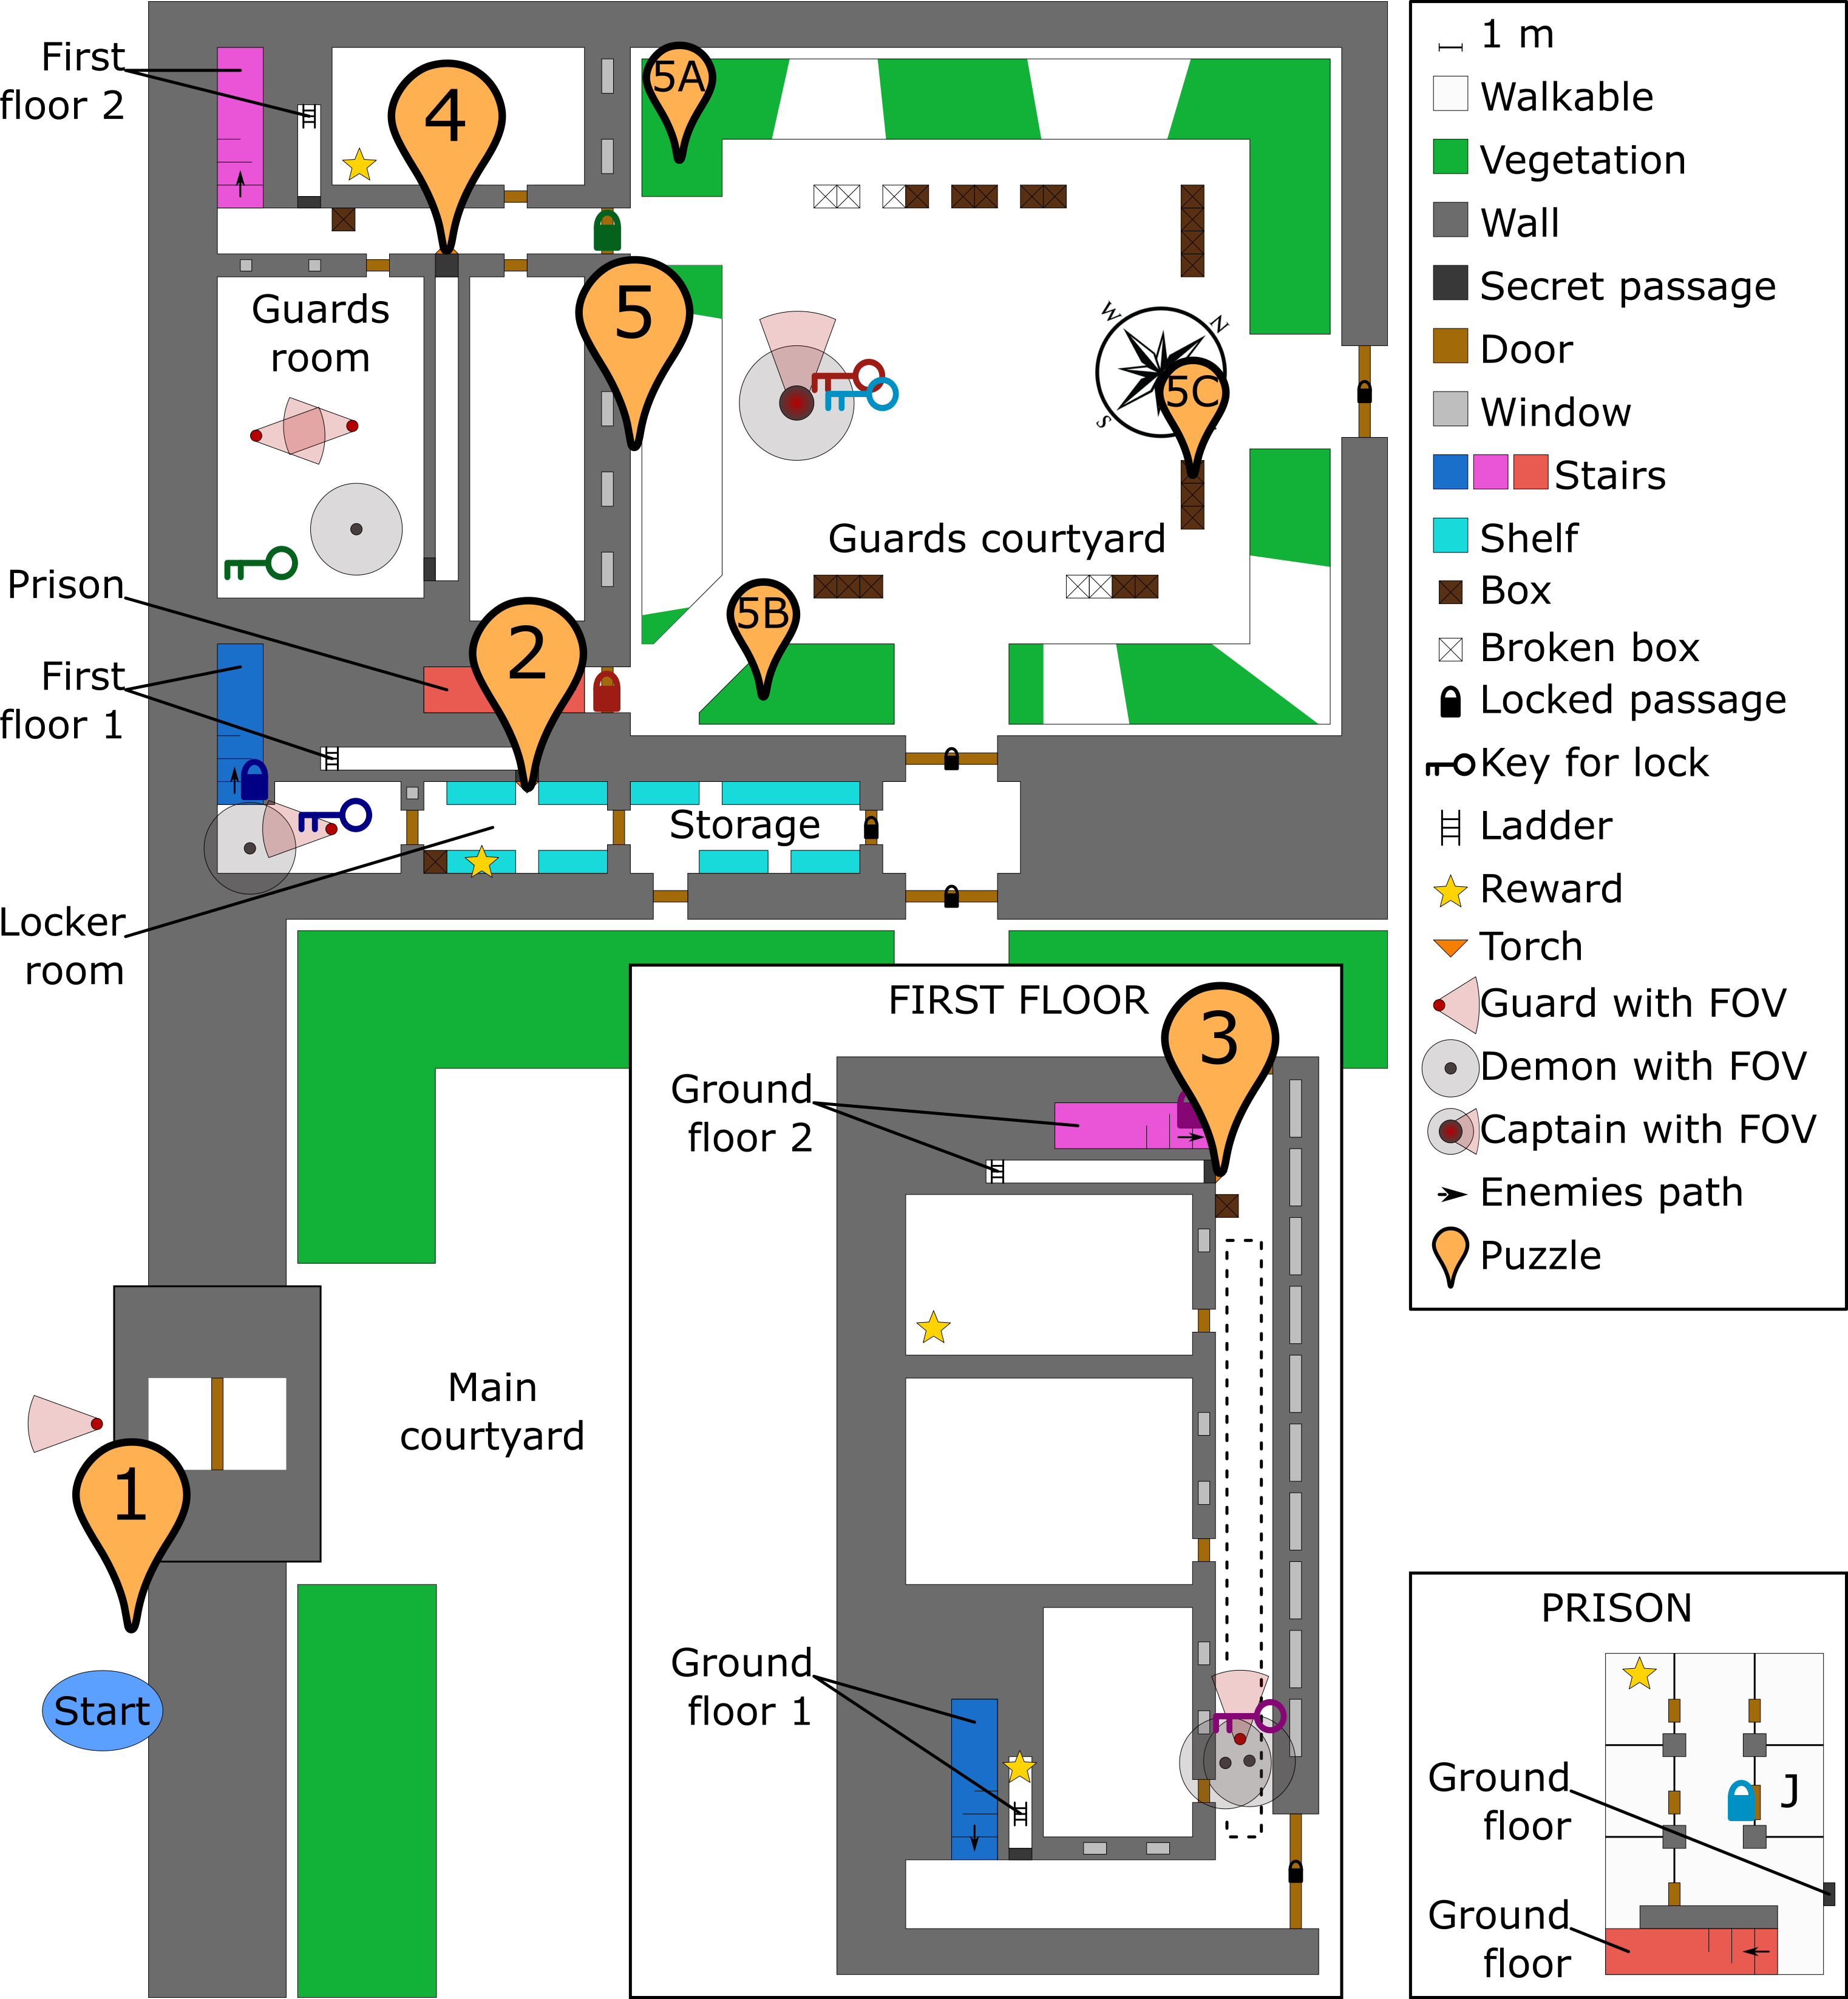 First
floor 2
4
5A
Guards
room
5
W
N
S
5C
Guards courtyard
Prison
5B
2
First
floor 1
Storage
Locker
room
1 m
Walkable
Vegetation
Wall
Secret passage
Door
Window
Stairs
Shelf
Box
Broken box
Locked passage
Key for lock
Ladder
Reward
Torch
Guard with FOV
Demon with FOV
Captain with FOV
Enemies path
Puzzle
FIRST FLOOR
3
Ground
floor 2
Main
courtyard
1
Start
Ground
floor 1
PRISON
J
Ground
floor
Ground
floor